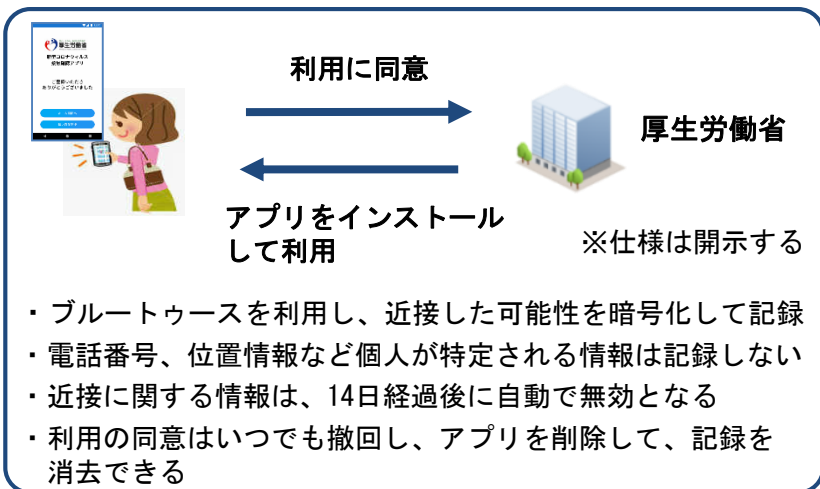 厚生労働省
利用に同意
厚生労働省
アプリをインストール
して利用
※仕様は開示する
・ブルートゥースを利用し、近接した可能性を暗号化して記録
・電話番号、位置情報など個人が特定される情報は記録しない
・近接に関する情報は、14日経過後に自動で無効となる
・利用の同意はいつでも撤回し、アプリを削除して、記録を
消去できる